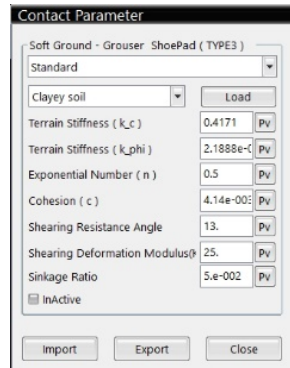 Contact Parameter
Soft Ground - Grouser ShoePad ( TYPE3 )
Standard
Clayey soil Load
Terrain Stiffness ( k_c ) 0.4171 Pv
Terrain Stiffness ( k_phi ) 2.1888e-( Pv
Exponential Number ( n ) 0.5 Pv
Cohesion ( c ) 4.14e-003 Pv
Shearing Resistance Angle 13. Pv
Shearing Deformation Modulus(K 25. Pv
Sinkage Ratio 5.e-002 Pv
InActive
Import Export Close